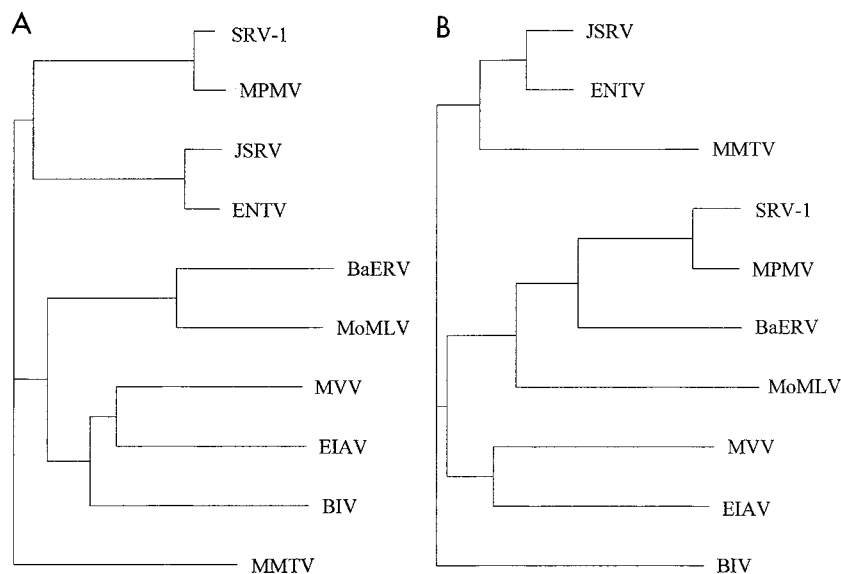 A
SRV-1
MPMV
JSRV
ENTV
BaERV
MoMLV
MVV
EIAV
BIV
MMTV
B
JSRV
ENTV
MMTV
SRV-1
MPMV
BaERV
MoMLV
MVV
EIAV
BIV